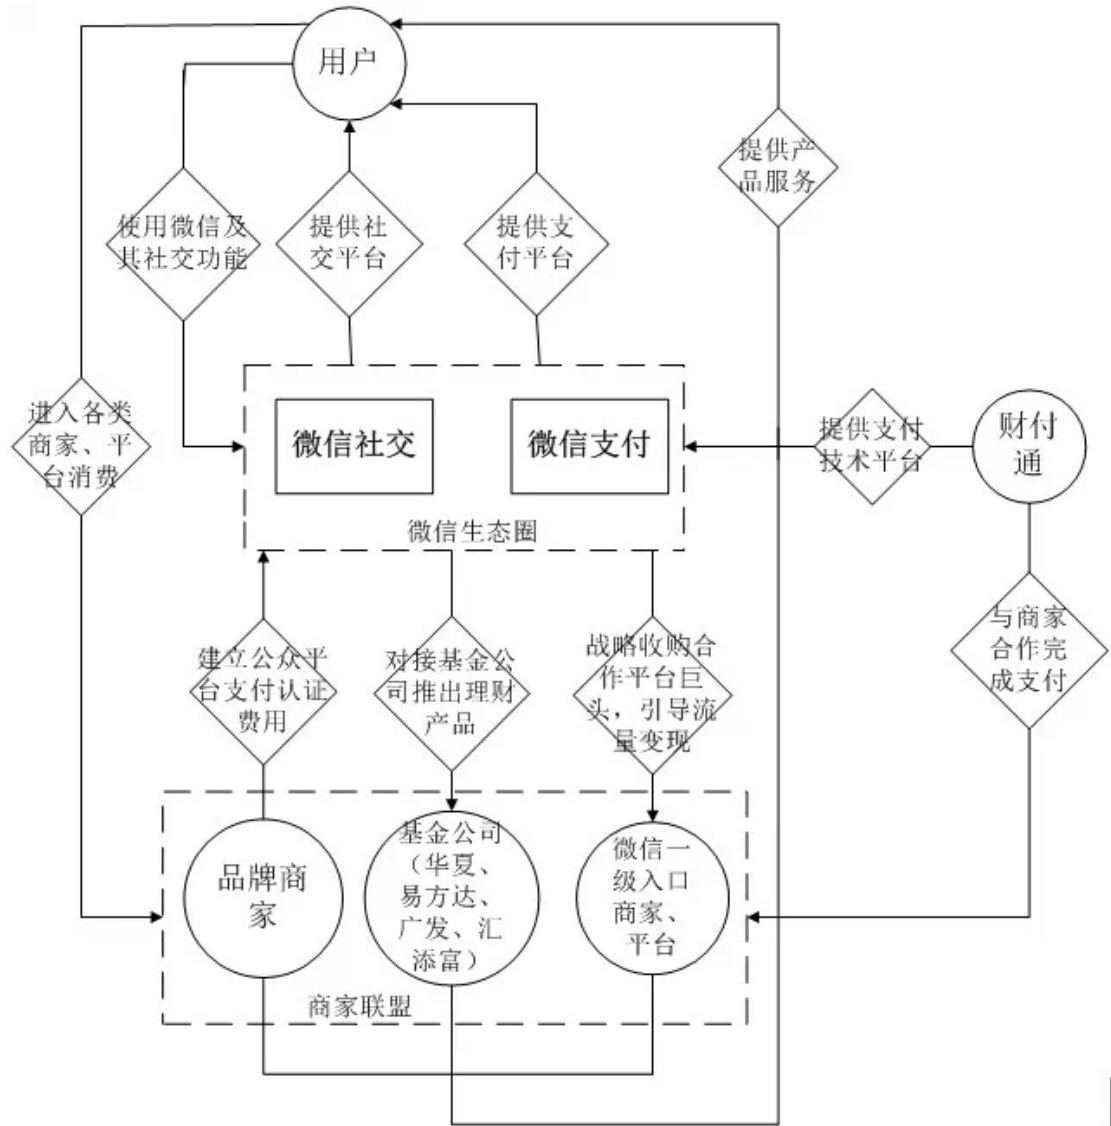 用户
提供产
品服务
使用微信及
其社交功能
提供社
交平台
提供支
付平台
进入各类
商家、平
台消费
微信社交
微信支付
微信生态圈
提供支付
技术平台
财付
通
建立公众平
台支付认证
费用
对接基金公
司推出理财
产品
战略收购合
作平台巨
头，引导流
量变现
与商家
合作完
成支付
品牌商
家
基金公司
（华夏、
易方达、
广发、汇
添富）
微信一
级入口
商家、
平台
商家联盟